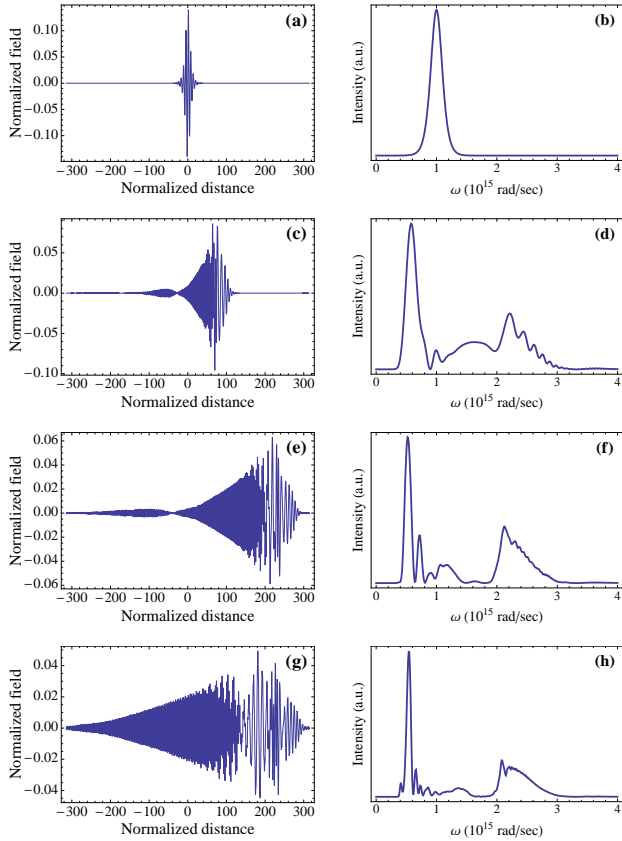 (a)
Normalized field
0.10
0.05
0.00
−0.05
−0.10
−300 −200 −100 0 100 200 300
Normalized distance
(b)
Intensity (a.u.)
0 1 2 3 4
ω (10¹⁵ rad/sec)
(c)
Normalized field
0.05
0.00
−0.05
−0.10
−300 −200 −100 0 100 200 300
Normalized distance
(d)
Intensity (a.u.)
0 1 2 3 4
ω (10¹⁵ rad/sec)
(e)
Normalized field
0.06
0.04
0.02
0.00
−0.02
−0.04
−0.06
−300 −200 −100 0 100 200 300
Normalized distance
(f)
Intensity (a.u.)
0 1 2 3 4
ω (10¹⁵ rad/sec)
(g)
Normalized field
0.04
0.02
0.00
−0.02
−0.04
−300 −200 −100 0 100 200 300
Normalized distance
(h)
Intensity (a.u.)
0 1 2 3 4
ω (10¹⁵ rad/sec)